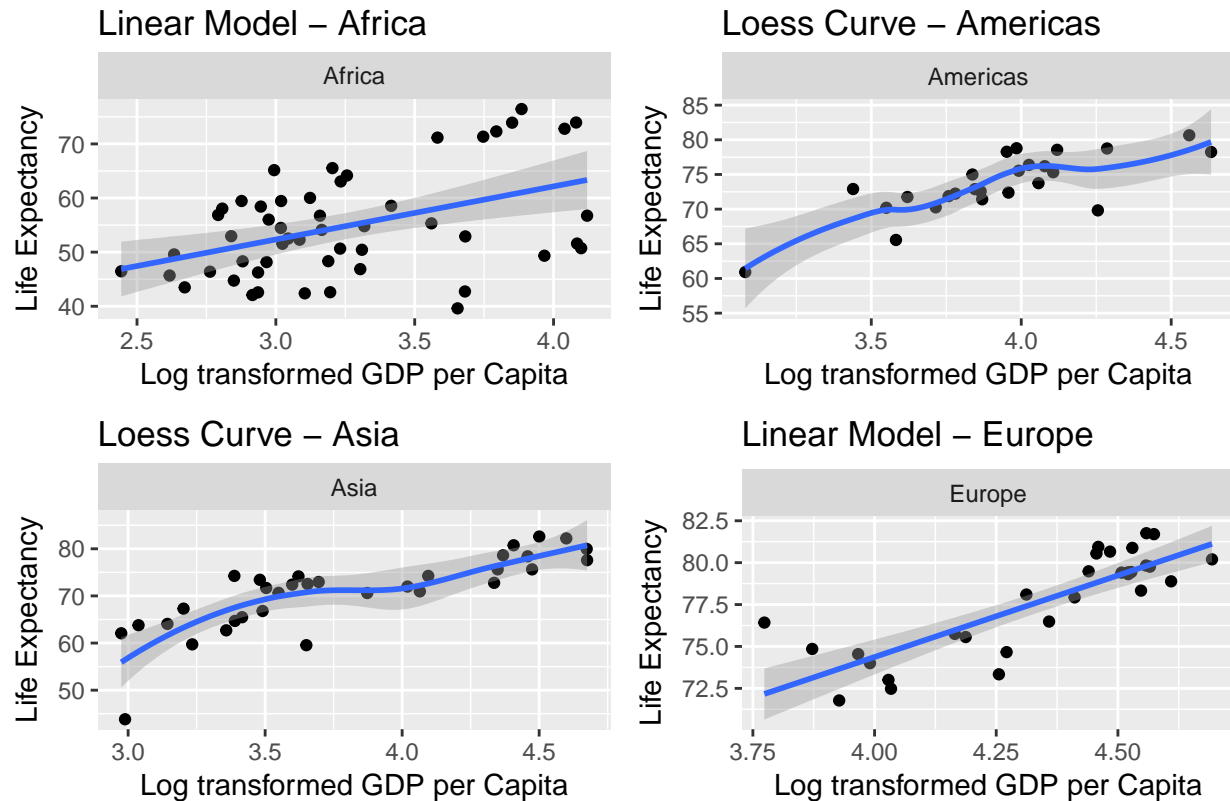 Linear Model – Africa
Africa
70
60
50
40
2.5 3.0 3.5 4.0
Life Expectancy
Log transformed GDP per Capita
Loess Curve – Americas
Americas
85
80
75
70
65
60
55
3.5 4.0 4.5
Life Expectancy
Log transformed GDP per Capita
Loess Curve – Asia
Asia
80
70
60
50
3.0 3.5 4.0 4.5
Life Expectancy
Log transformed GDP per Capita
Linear Model – Europe
Europe
82.5
80.0
77.5
75.0
72.5
3.75 4.00 4.25 4.50
Life Expectancy
Log transformed GDP per Capita